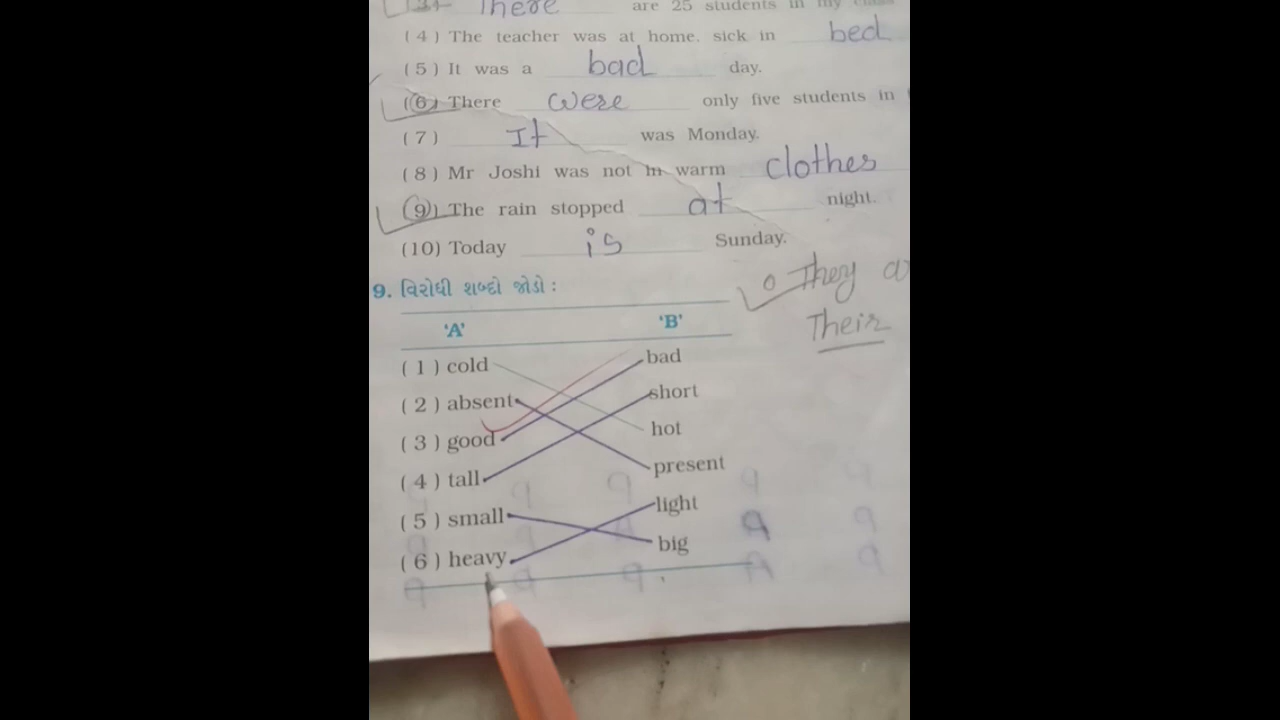 There are 25 students in my class
(4) The teacher was at home. sick in bed
(5) It was a bad day.
(6) There were only five students in
(7) It was Monday.
(8) Mr Joshi was not in warm clothes
(9) The rain stopped at night.
(10) Today is Sunday.
9. વિરોધી શબ્દો જોડો :
They
Their
'A' 'B'
(1) cold bad
(2) absent short
(3) good hot
(4) tall present
(5) small light
(6) heavy big